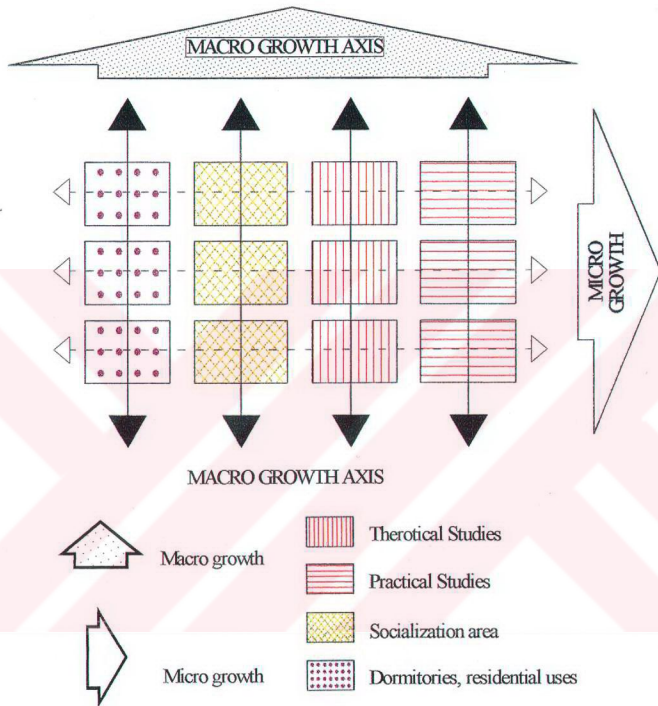 MACRO GROWTH AXIS
MICRO
GROWTH
MACRO GROWTH AXIS
Macro growth
Micro growth
Therotical Studies
Practical Studies
Socialization area
Dormitories, residential uses